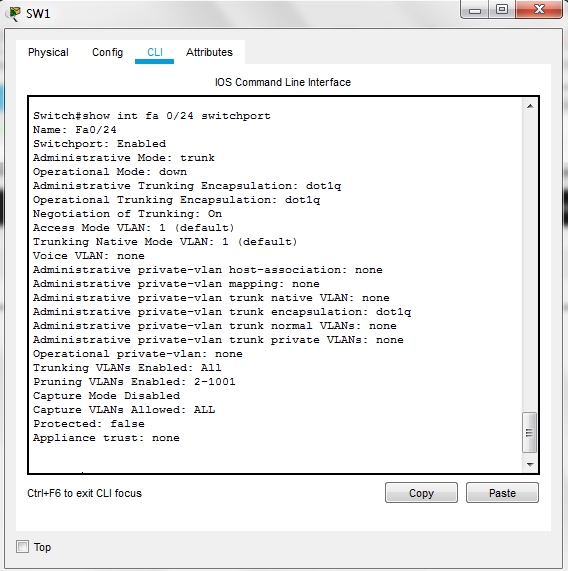 SW1
Physical Config CLI Attributes
IOS Command Line Interface
Switch#show int fa 0/24 switchport
Name: Fa0/24
Switchport: Enabled
Administrative Mode: trunk
Operational Mode: down
Administrative Trunking Encapsulation: dot1q
Operational Trunking Encapsulation: dot1q
Negotiation of Trunking: On
Access Mode VLAN: 1 (default)
Trunking Native Mode VLAN: 1 (default)
Voice VLAN: none
Administrative private-vlan host-association: none
Administrative private-vlan mapping: none
Administrative private-vlan trunk native VLAN: none
Administrative private-vlan trunk encapsulation: dot1q
Administrative private-vlan trunk normal VLANs: none
Administrative private-vlan trunk private VLANs: none
Operational private-vlan: none
Trunking VLANs Enabled: All
Pruning VLANs Enabled: 2-1001
Capture Mode Disabled
Capture VLANs Allowed: ALL
Protected: false
Appliance trust: none
Ctrl+F6 to exit CLI focus Copy Paste
Top